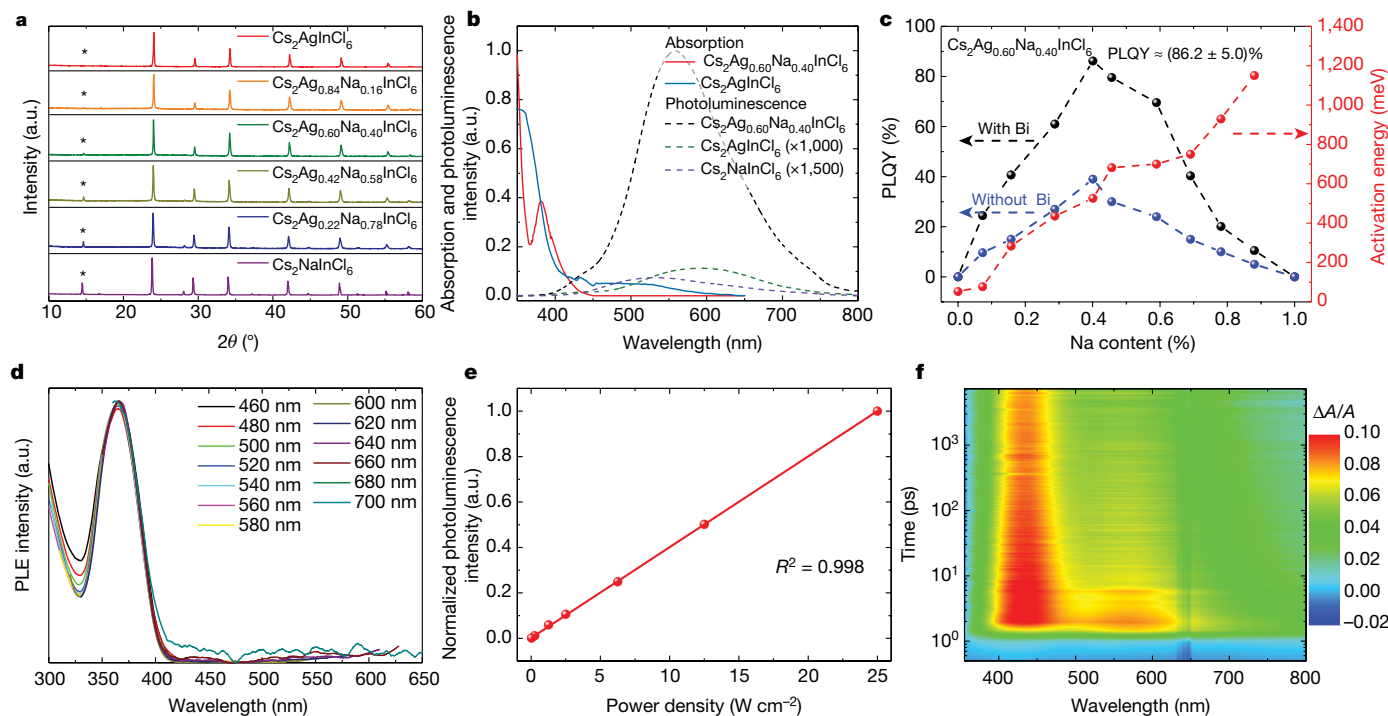 a
Intensity (a.u.)
*
Cs₂AgInCl₆
*
Cs₂Ag₀.₈₄Na₀.₁₆InCl₆
*
Cs₂Ag₀.₆₀Na₀.₄₀InCl₆
*
Cs₂Ag₀.₄₂Na₀.₅₈InCl₆
*
Cs₂Ag₀.₂₂Na₀.₇₈InCl₆
*
Cs₂NaInCl₆
10 20 30 40 50 60
2θ (°)
b
Absorption and photoluminescence
intensity (a.u.)
1.0
0.8
0.6
0.4
0.2
0.0
Absorption
Cs₂Ag₀.₆₀Na₀.₄₀InCl₆
Cs₂AgInCl₆
Photoluminescence
Cs₂Ag₀.₆₀Na₀.₄₀InCl₆
Cs₂AgInCl₆ (×1,000)
Cs₂NaInCl₆ (×1,500)
400 500 600 700 800
Wavelength (nm)
c
PLQY (%)
100
80
60
40
20
0
Cs₂Ag₀.₆₀Na₀.₄₀InCl₆
PLQY ≈ (86.2 ± 5.0)%
With Bi
Without Bi
1,400
1,200
1,000
800
600
400
200
0
Activation energy (meV)
0.0 0.2 0.4 0.6 0.8 1.0
Na content (%)
d
PLE intensity (a.u.)
460 nm
480 nm
500 nm
520 nm
540 nm
560 nm
580 nm
600 nm
620 nm
640 nm
660 nm
680 nm
700 nm
300 350 400 450 500 550 600 650
Wavelength (nm)
e
Normalized photoluminescence
intensity (a.u.)
1.0
0.8
0.6
0.4
0.2
0.0
R² = 0.998
0 5 10 15 20 25
Power density (W cm⁻²)
f
Time (ps)
10³
10²
10¹
10⁰
400 500 600 700 800
Wavelength (nm)
ΔA/A
0.10
0.08
0.06
0.04
0.02
0.00
−0.02